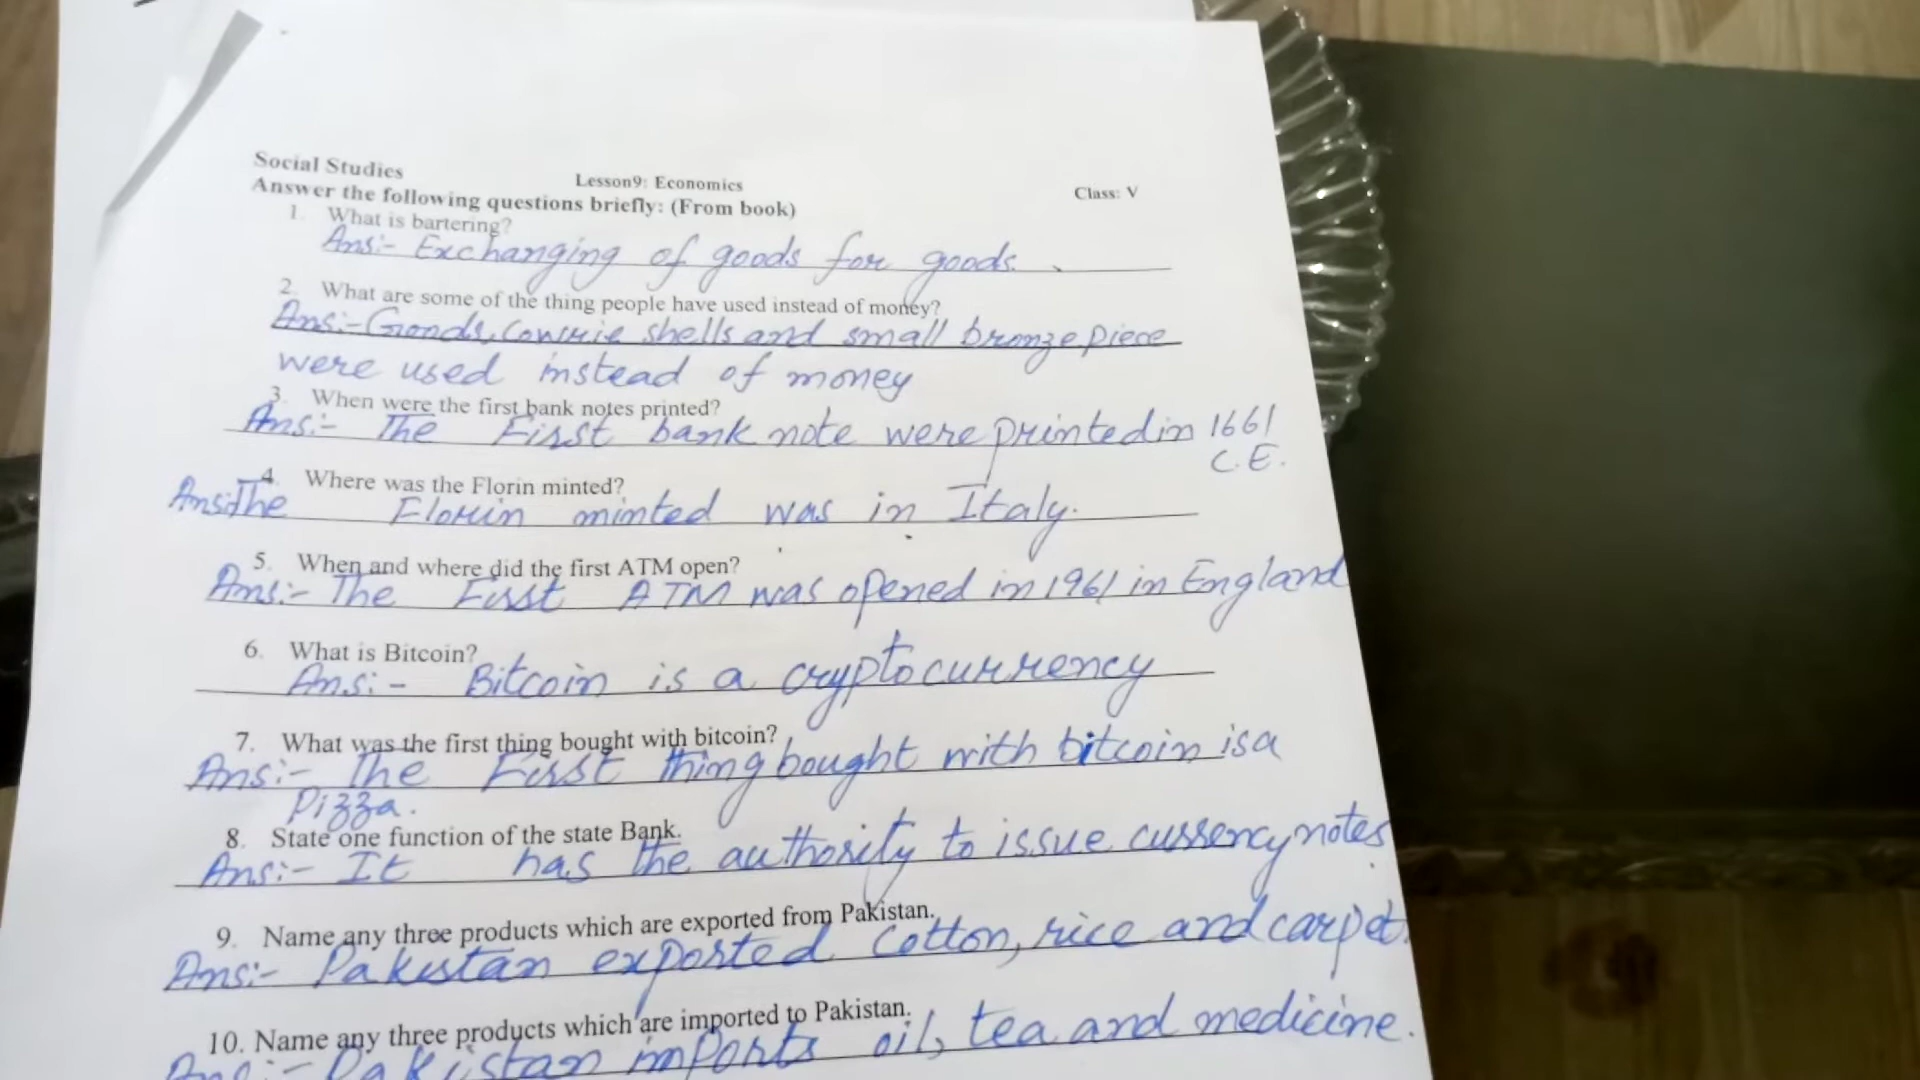 Social Studies
Lesson9: Economics
Class: V
Answer the following questions briefly: (From book)
1. What is bartering?
Ans:- Exchanging of goods for goods.
2. What are some of the thing people have used instead of money?
Ans:- Goods, Cowrie shells and small bronze piece
were used instead of money
3. When were the first bank notes printed?
Ans:- The First bank note were printed in 1661
C.E.
4. Where was the Florin minted?
Ans:The Florin minted was in Italy.
5. When and where did the first ATM open?
Ans:- The First ATM was opened in 1961 in England
6. What is Bitcoin?
Ans:- Bitcoin is a cryptocurrency
7. What was the first thing bought with bitcoin?
Ans:- The First thing bought with bitcoin is a
Pizza.
8. State one function of the state Bank.
Ans:- It has the authority to issue currency notes
9. Name any three products which are exported from Pakistan.
Ans:- Pakistan exported Cotton, rice and carpet.
10. Name any three products which are imported to Pakistan.
Ans:- Pakistan imports oil, tea and medicine.